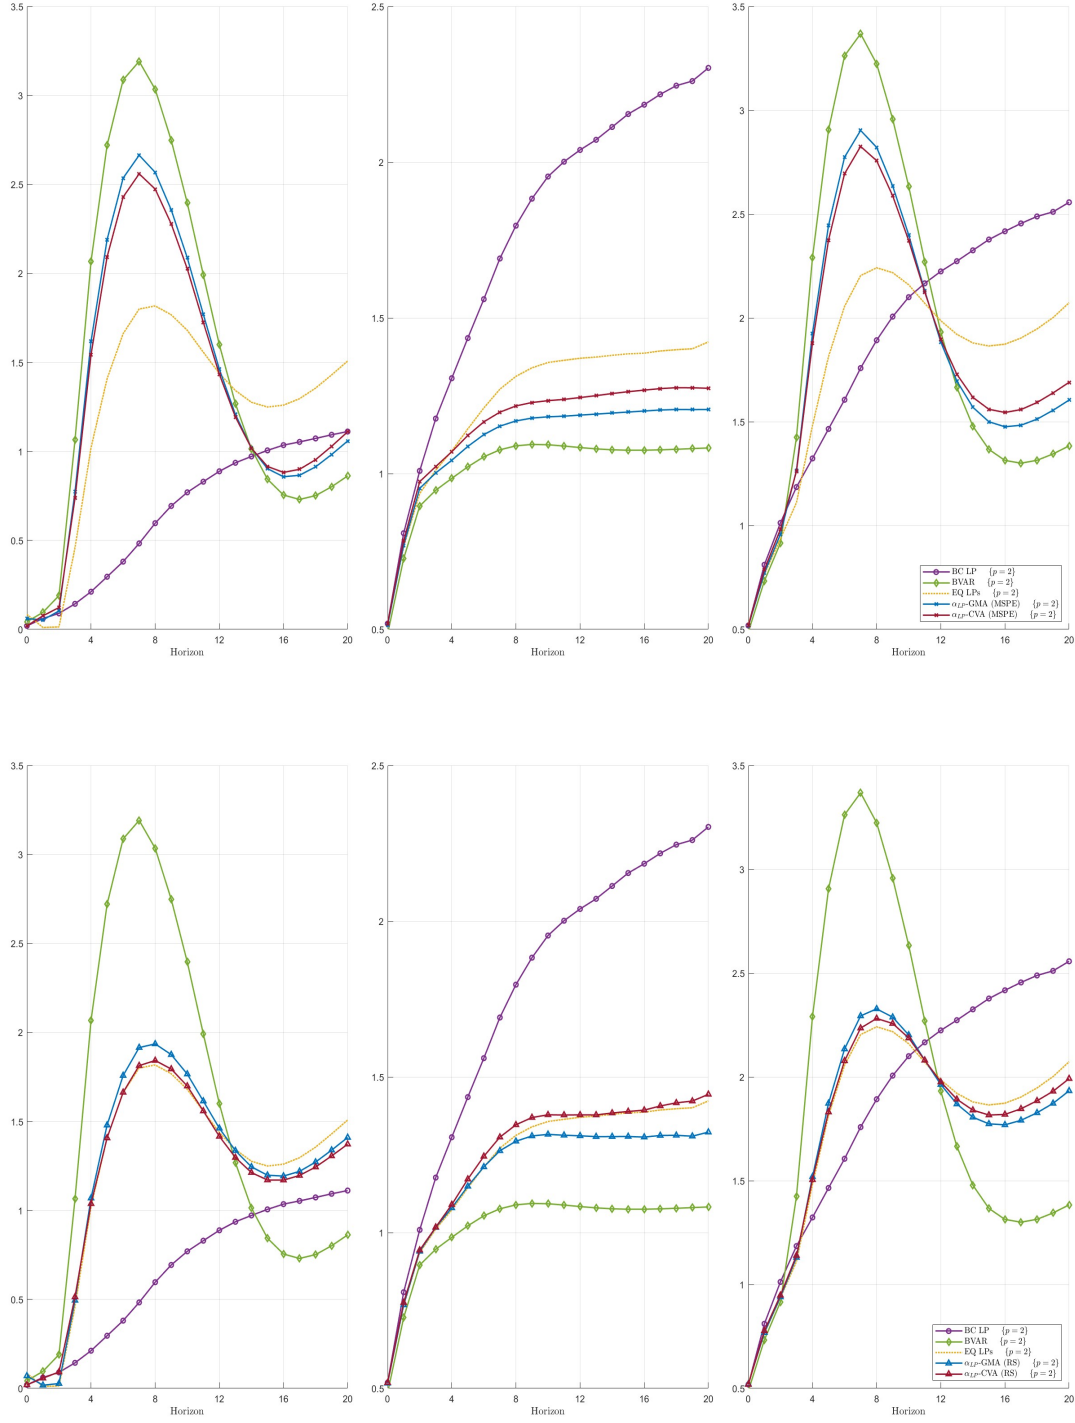 3.5
3
2.5
2
1.5
1
0.5
0
0 4 8 12 16 20
Horizon
2.5
2
1.5
1
0.5
0 4 8 12 16 20
Horizon
3.5
3
2.5
2
1.5
1
0.5
0 4 8 12 16 20
Horizon
BC LP {p = 2}
BVAR {p = 2}
EQ LPs {p = 2}
α_LP-GMA (MSPE) {p = 2}
α_LP-CVA (MSPE) {p = 2}
3.5
3
2.5
2
1.5
1
0.5
0
0 4 8 12 16 20
Horizon
2.5
2
1.5
1
0.5
0 4 8 12 16 20
Horizon
3.5
3
2.5
2
1.5
1
0.5
0 4 8 12 16 20
Horizon
BC LP {p = 2}
BVAR {p = 2}
EQ LPs {p = 2}
α_LP-GMA (RS) {p = 2}
α_LP-CVA (RS) {p = 2}